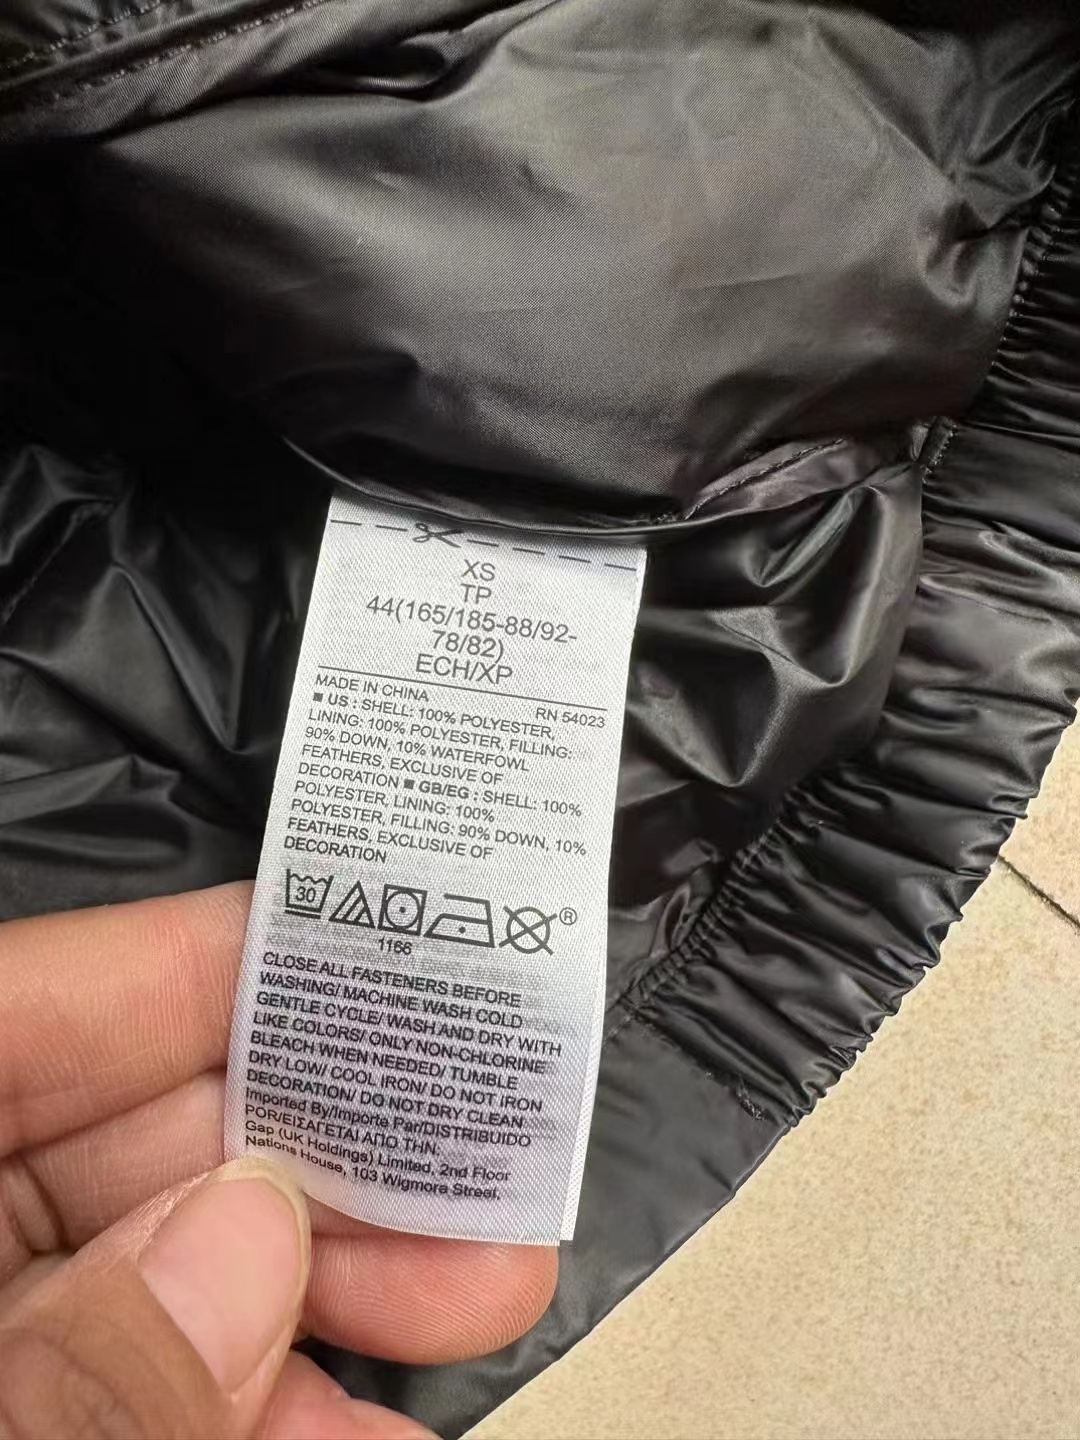 XS
TP
44(165/185-88/92-
78/82)
ECH/XP
MADE IN CHINA
RN 54023
■ US : SHELL: 100% POLYESTER,
LINING: 100% POLYESTER, FILLING:
90% DOWN, 10% WATERFOWL
FEATHERS, EXCLUSIVE OF
DECORATION ■ GB/EG : SHELL: 100%
POLYESTER, LINING: 100%
POLYESTER, FILLING: 90% DOWN, 10%
FEATHERS, EXCLUSIVE OF
DECORATION
30
®
1166
CLOSE ALL FASTENERS BEFORE
WASHING/ MACHINE WASH COLD
GENTLE CYCLE/ WASH AND DRY WITH
LIKE COLORS/ ONLY NON-CHLORINE
BLEACH WHEN NEEDED/ TUMBLE
DRY LOW/ COOL IRON/ DO NOT IRON
DECORATION/ DO NOT DRY CLEAN
Imported By/Importe Par/DISTRIBUIDO
POR/ΕΙΣΑΓΕΤΑΙ ΑΠΟ ΤΗΝ:
Gap (UK Holdings) Limited, 2nd Floor
Nations House, 103 Wigmore Street,